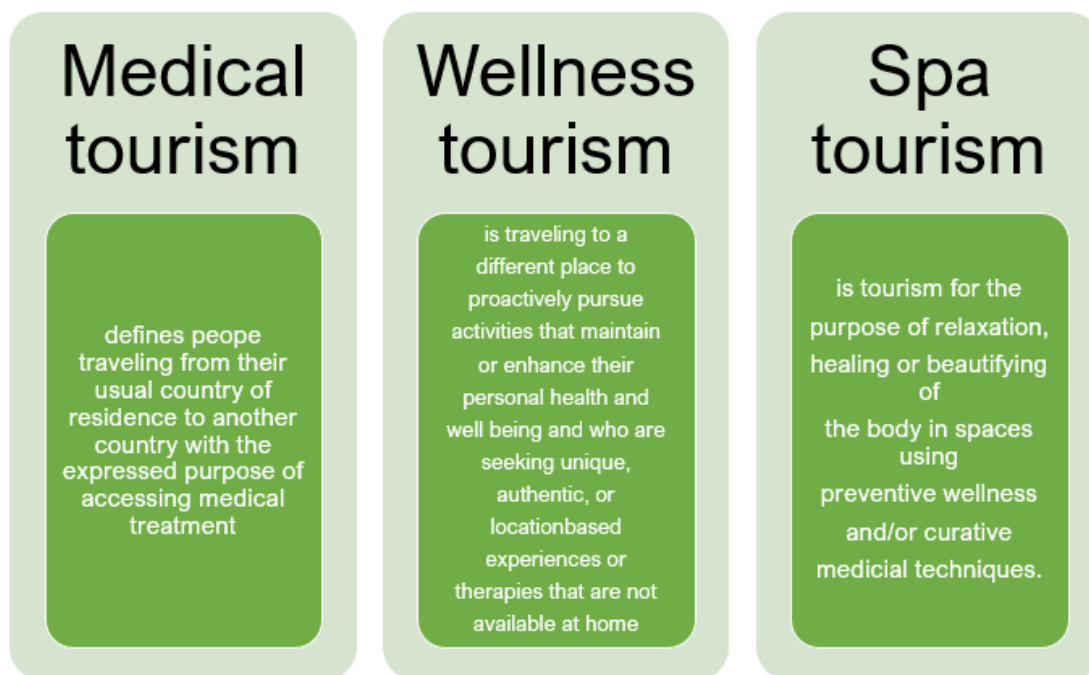 Medical
tourism
defines peope
traveling from their
usual country of
residence to another
country with the
expressed purpose of
accessing medical
treatment
Wellness
tourism
is traveling to a
different place to
proactively pursue
activities that maintain
or enhance their
personal health and
well being and who are
seeking unique,
authentic, or
locationbased
experiences or
therapies that are not
available at home
Spa
tourism
is tourism for the
purpose of relaxation,
healing or beautifying
of
the body in spaces
using
preventive wellness
and/or curative
medicial techniques.